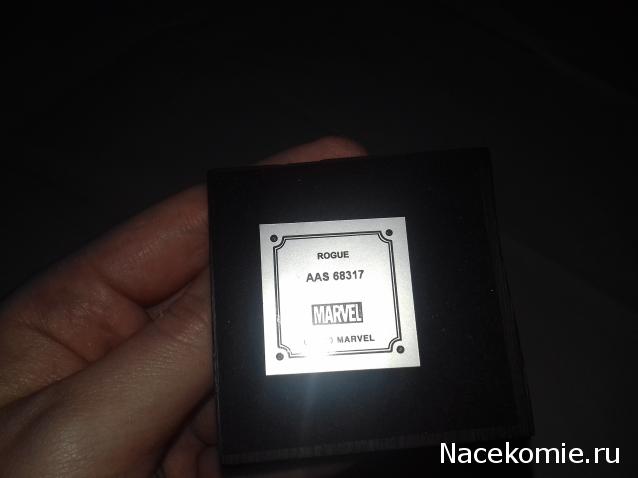 ROGUE
AAS 68317
MARVEL
MARVEL
Nacekomie.ru